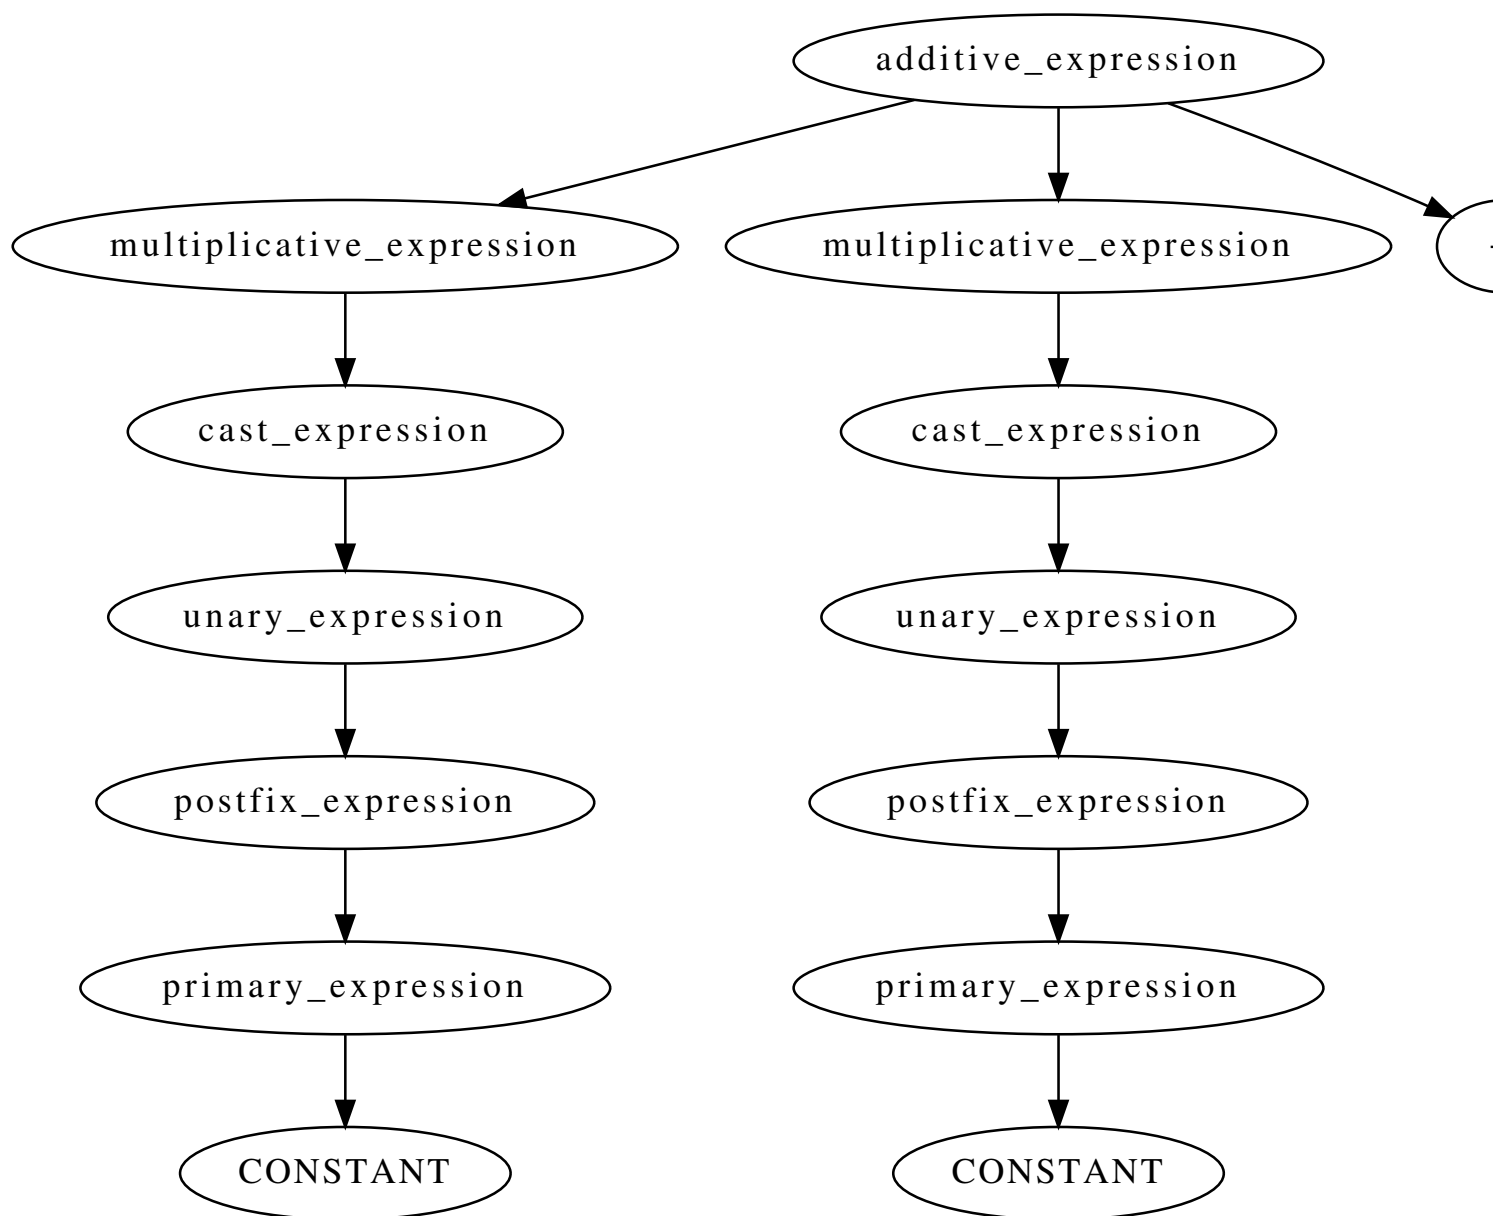 additive_expression
multiplicative_expression
multiplicative_expression
cast_expression
cast_expression
unary_expression
unary_expression
postfix_expression
postfix_expression
primary_expression
primary_expression
CONSTANT
CONSTANT